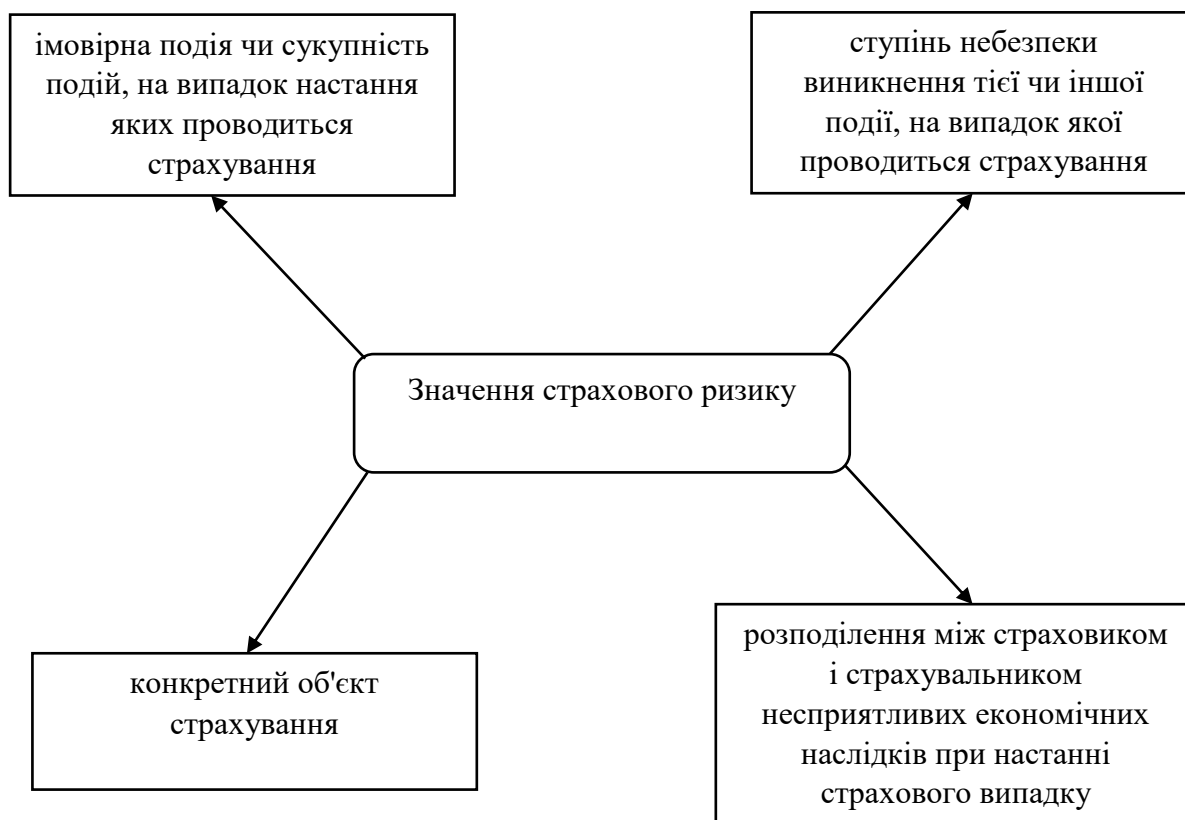 імовірна подія чи сукупність
подій, на випадок настання
яких проводиться
страхування
ступінь небезпеки
виникнення тієї чи іншої
події, на випадок якої
проводиться страхування
Значення страхового ризику
конкретний об'єкт
страхування
розподілення між страховиком
і страхувальником
несприятливих економічних
наслідків при настанні
страхового випадку